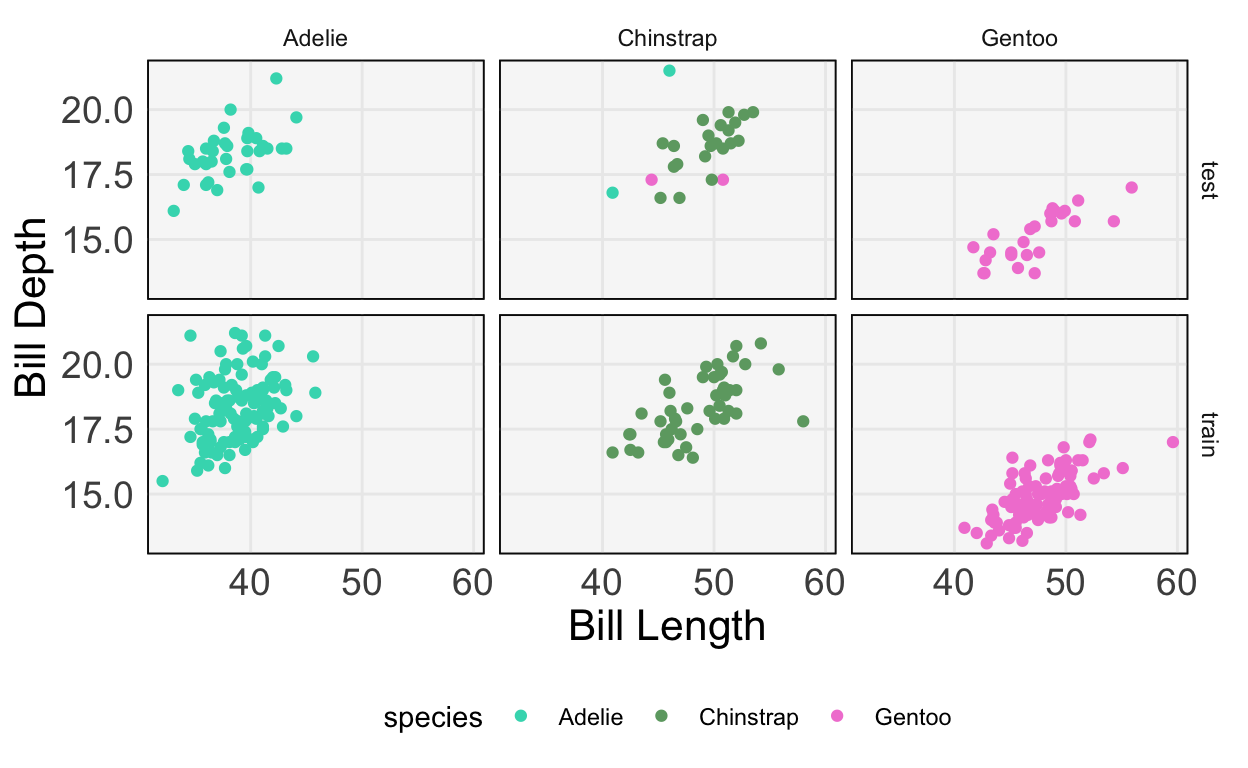 Adelie Chinstrap Gentoo
20.0
17.5
15.0
test
Bill Depth
20.0
17.5
15.0
train
40 50 60 40 50 60 40 50 60
Bill Length
species Adelie Chinstrap Gentoo